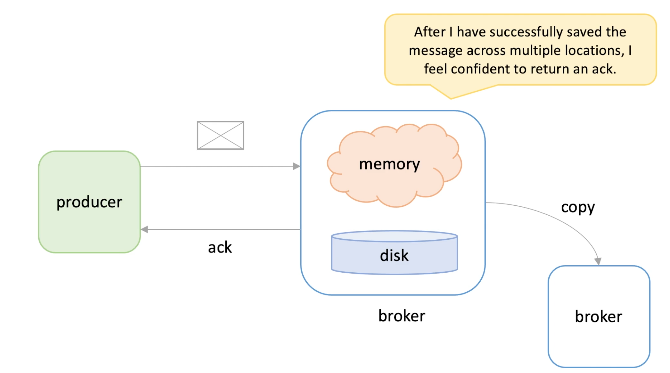 After I have successfully saved the
message across multiple locations, I
feel confident to return an ack.
memory
producer
copy
ack
disk
broker
broker